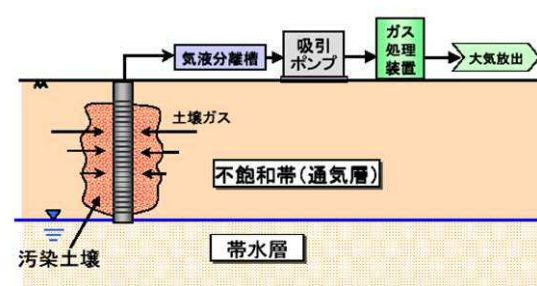 気液分離槽
吸引
ポンプ
ガス
処理
装置
大気放出
土壌ガス
不飽和帯(通気層)
汚染土壌
帯水層